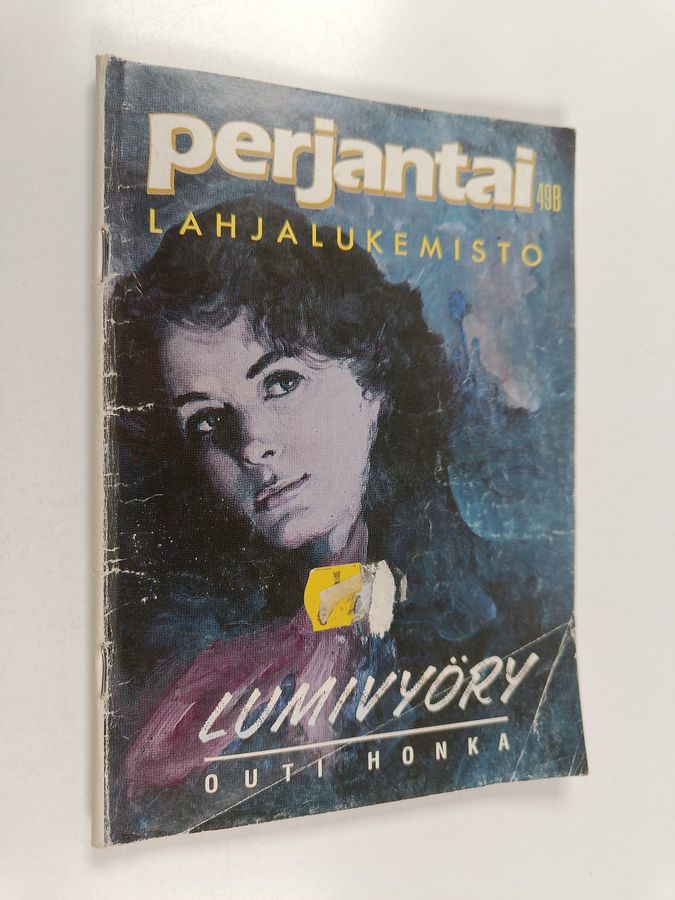 perjantai 49B
LAHJALUKEMISTO
LUMIVYÖRY
OUTI HONKA